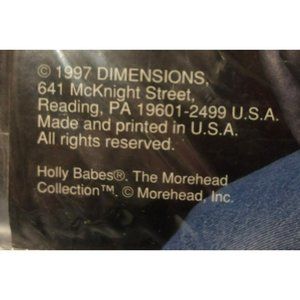 © 1997 DIMENSIONS,
641 McKnight Street,
Reading, PA 19601-2499 U.S.A.
Made and printed in U.S.A.
All rights reserved.
Holly Babes®. The Morehead
Collection™. © Morehead, Inc.